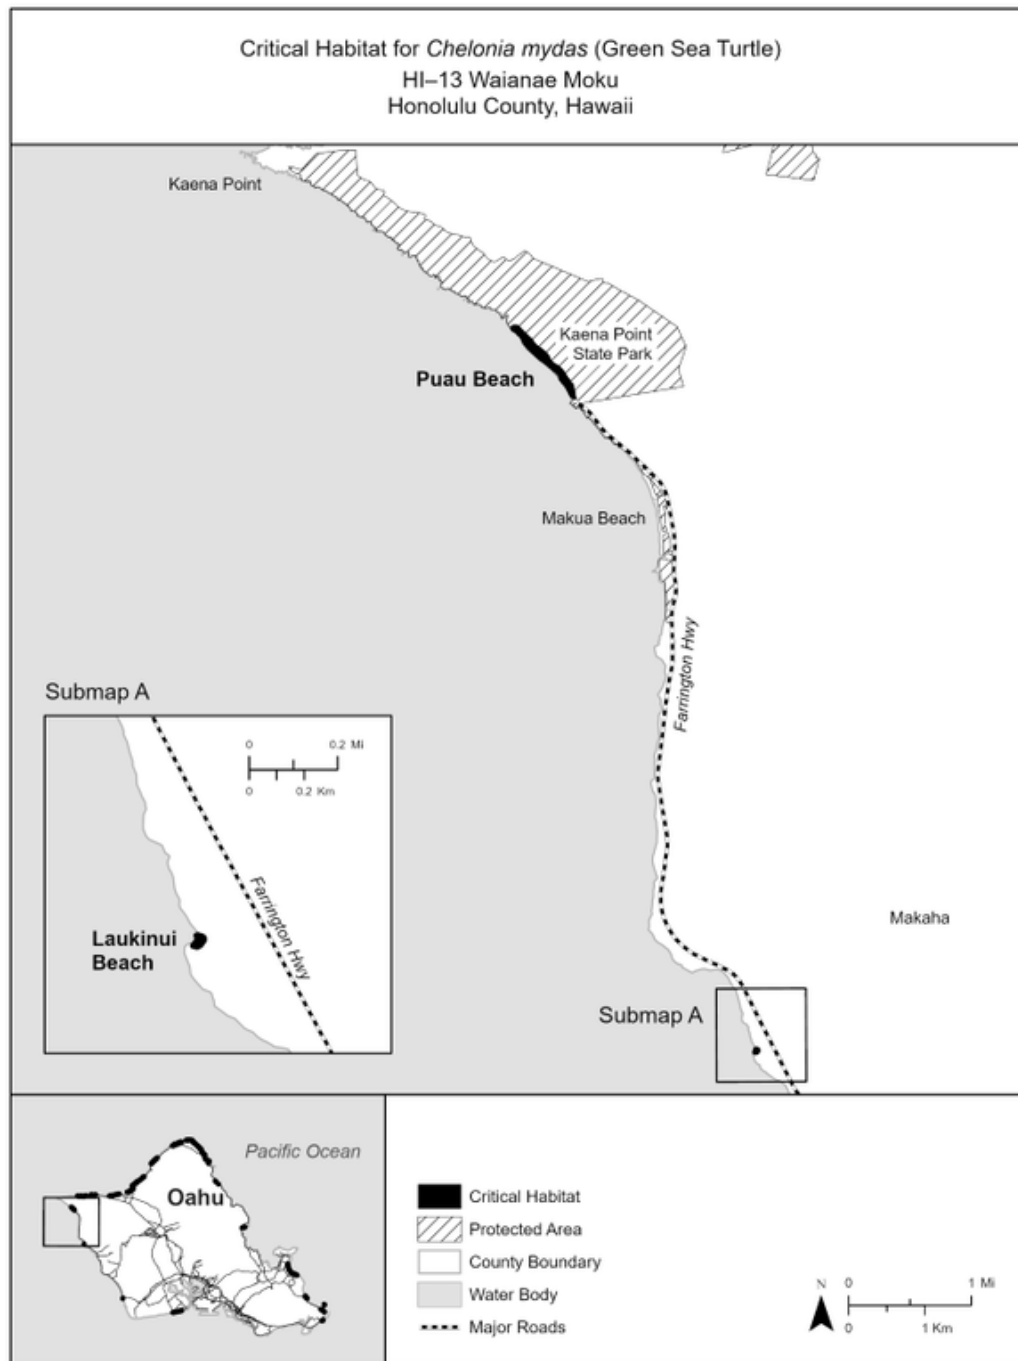 Critical Habitat for Chelonia mydas (Green Sea Turtle)
HI–13 Waianae Moku
Honolulu County, Hawaii
Kaena Point
Kaena Point
State Park
Puau Beach
Makua Beach
Farrington Hwy
Makaha
Submap A
Submap A
0 0.2 Mi
0 0.2 Km
Farrington Hwy
Laukinui
Beach
Pacific Ocean
Oahu
Critical Habitat
Protected Area
County Boundary
Water Body
Major Roads
N
0 1 Mi
0 1 Km